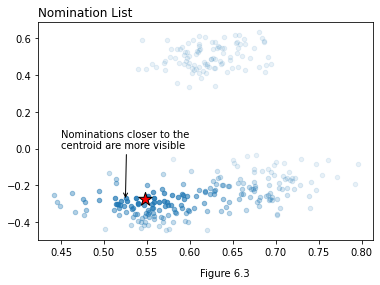 Nomination List
0.6
0.4
0.2
0.0
−0.2
−0.4
Nominations closer to the
centroid are more visible
0.45 0.50 0.55 0.60 0.65 0.70 0.75 0.80
Figure 6.3